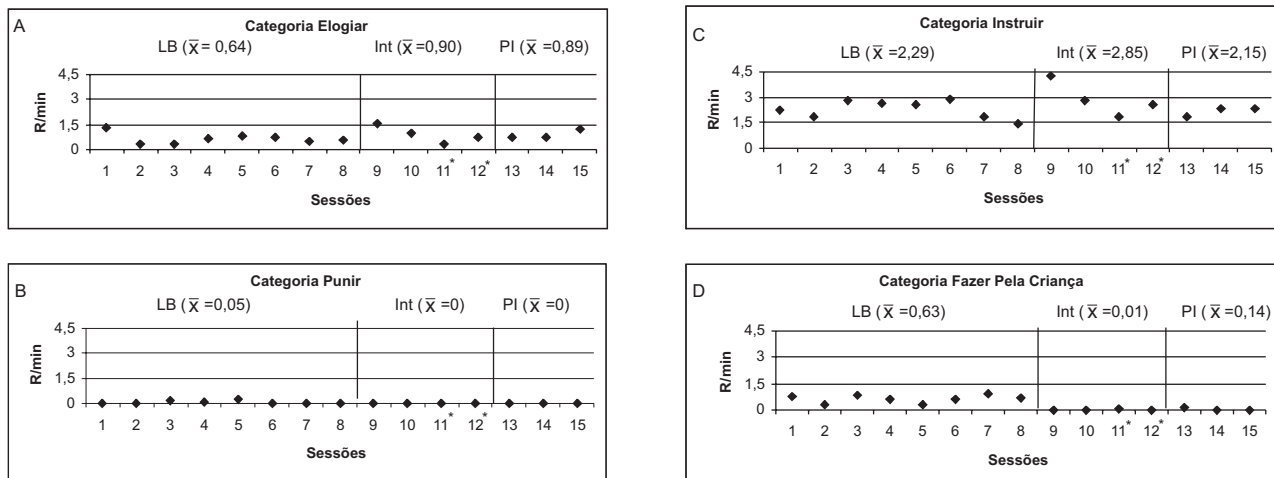 A
Categoria Elogiar
LB ( x̅ = 0,64) Int ( x̅ =0,90) PI ( x̅ =0,89)
R/min
4,5
3
1,5
0
1 2 3 4 5 6 7 8 9 10 11* 12* 13 14 15
Sessões
C
Categoria Instruir
LB ( x̅ =2,29) Int ( x̅ =2,85) PI ( x̅ =2,15)
R/min
4,5
3
1,5
0
1 2 3 4 5 6 7 8 9 10 11* 12* 13 14 15
Sessões
B
Categoria Punir
LB ( x̅ =0,05) Int ( x̅ =0) PI ( x̅ =0)
R/min
4,5
3
1,5
0
1 2 3 4 5 6 7 8 9 10 11* 12* 13 14 15
Sessões
D
Categoria Fazer Pela Criança
LB ( x̅ =0,63) Int ( x̅ =0,01) PI ( x̅ =0,14)
R/min
4,5
3
1,5
0
1 2 3 4 5 6 7 8 9 10 11* 12* 13 14 15
Sessões